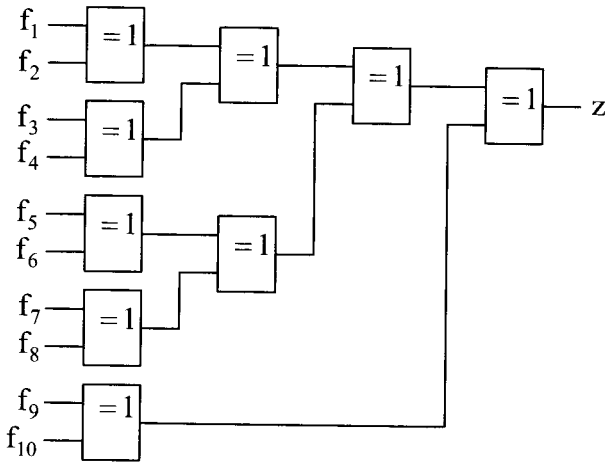 f₁
= 1
f₂
= 1
= 1
= 1
z
f₃
= 1
f₄
f₅
= 1
f₆
= 1
f₇
= 1
f₈
f₉
= 1
f₁₀